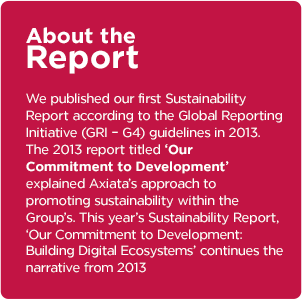 About the
Report
We published our first Sustainability
Report according to the Global Reporting
Initiative (GRI – G4) guidelines in 2013.
The 2013 report titled ‘Our
Commitment to Development’
explained Axiata’s approach to
promoting sustainability within the
Group’s. This year’s Sustainability Report,
‘Our Commitment to Development:
Building Digital Ecosystems’ continues the
narrative from 2013